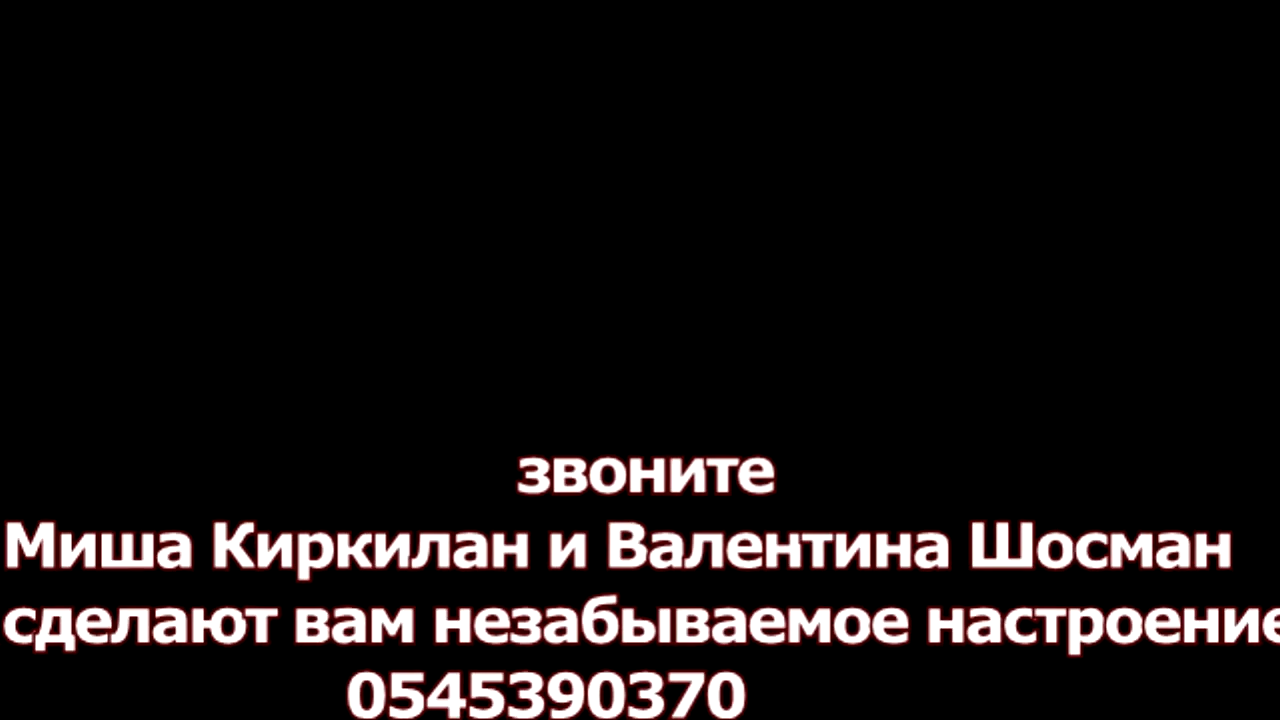 звоните
Миша Киркилан и Валентина Шосман
сделают вам незабываемое настроение
0545390370